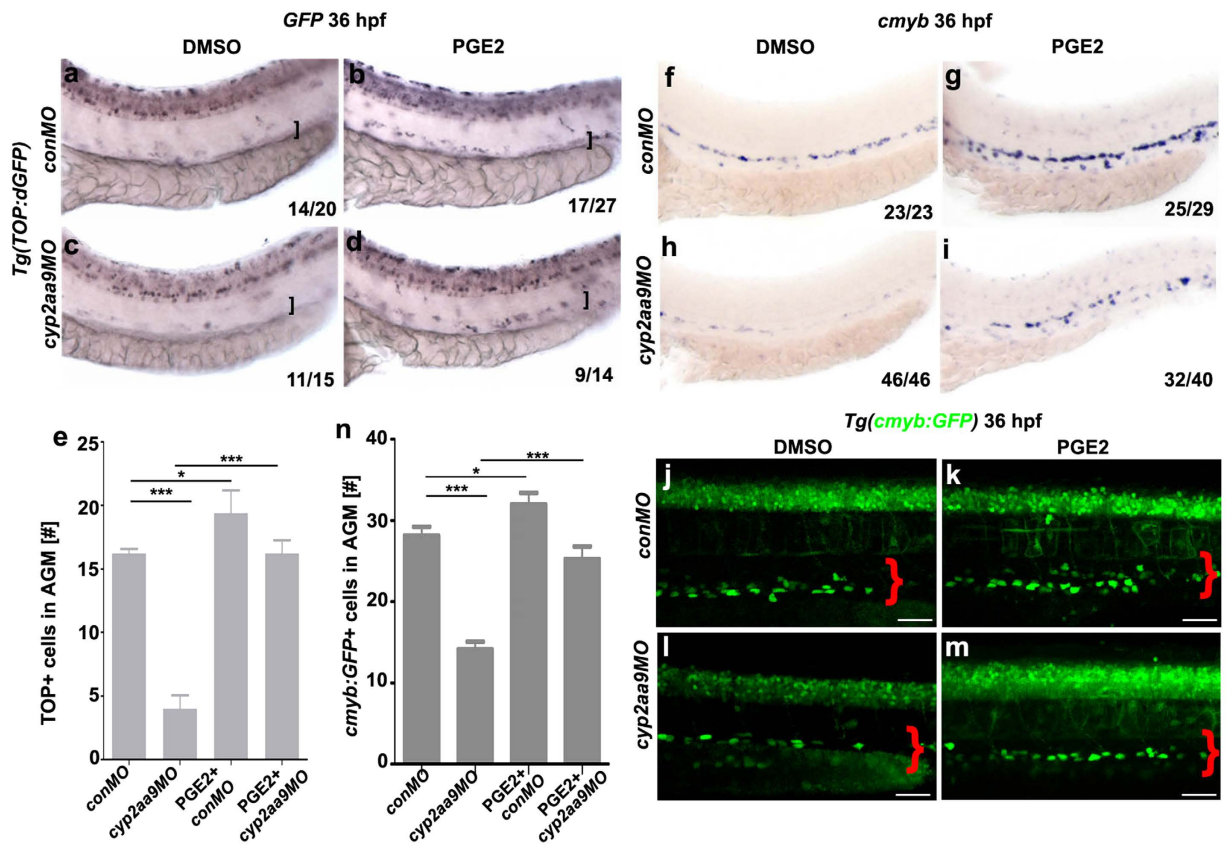 GFP 36 hpf
DMSO PGE2
Tg(TOP:dGFP)
conMO
cyp2aa9MO
a
14/20
b
17/27
c
11/15
d
9/14
]
]
]
]
cmyb 36 hpf
DMSO PGE2
conMO
cyp2aa9MO
f
23/23
g
25/29
h
46/46
i
32/40
e
TOP+ cells in AGM [#]
25
20
15
10
5
0
***
*
***
conMO
cyp2aa9MO
PGE2+
conMO
PGE2+
cyp2aa9MO
n
cmyb:GFP+ cells in AGM [#]
40
30
20
10
0
***
*
***
conMO
cyp2aa9MO
PGE2+
conMO
PGE2+
cyp2aa9MO
Tg(cmyb:GFP) 36 hpf
DMSO PGE2
conMO
cyp2aa9MO
j
}
k
}
l
}
m
}